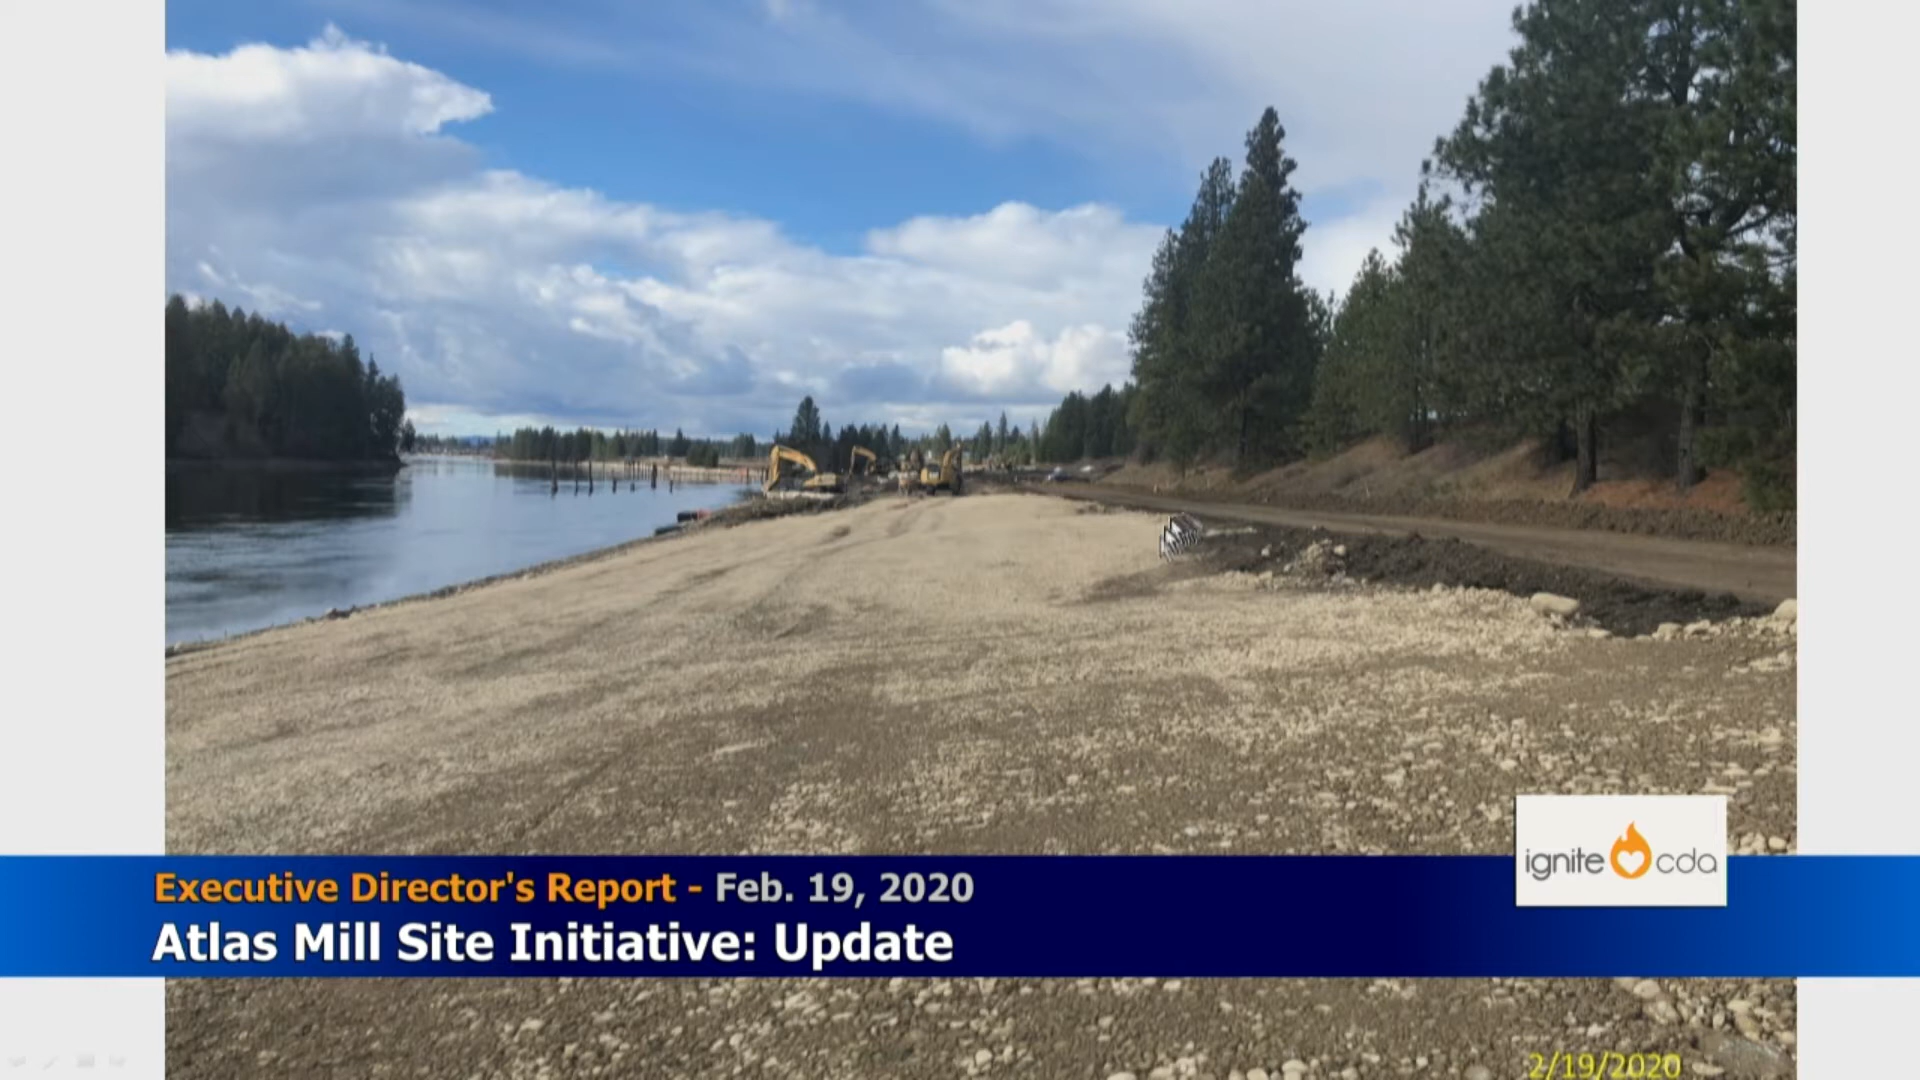 ignite cda
Executive Director's Report - Feb. 19, 2020
Atlas Mill Site Initiative: Update
2/19/2020